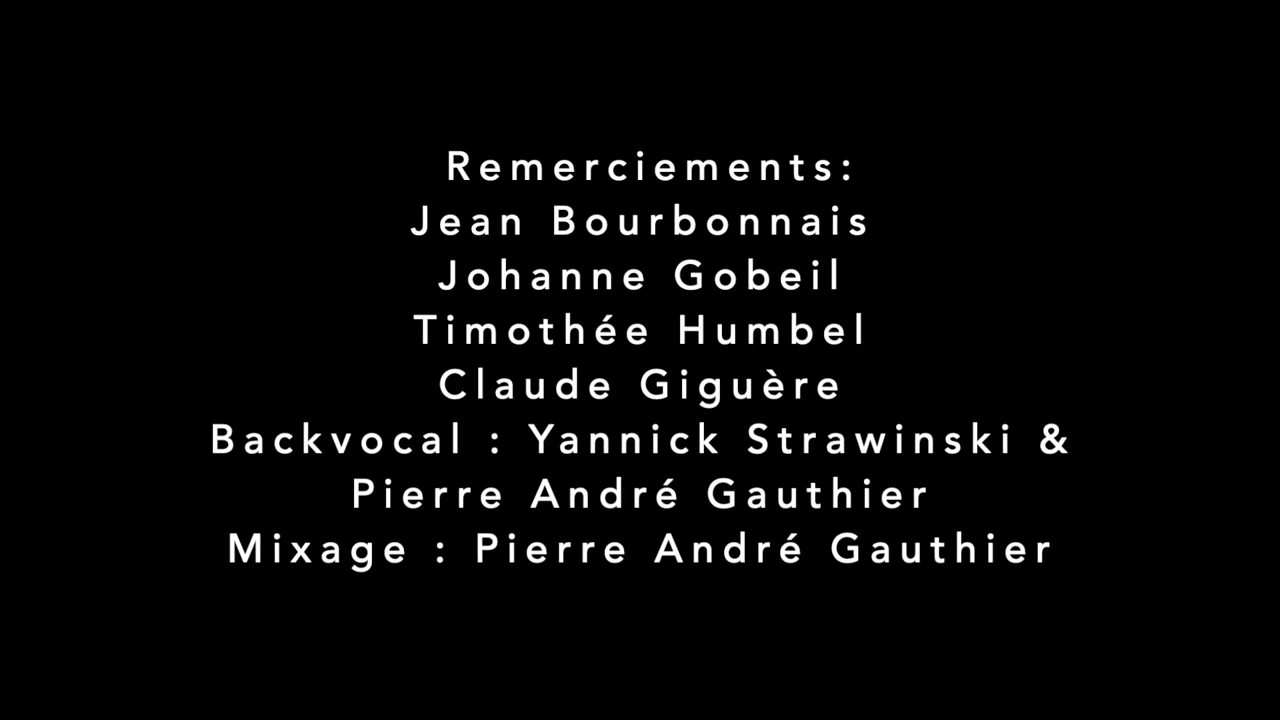 Remerciements:
Jean Bourbonnais
Johanne Gobeil
Timothée Humbel
Claude Giguère
Backvocal : Yannick Strawinski &
Pierre André Gauthier
Mixage : Pierre André Gauthier